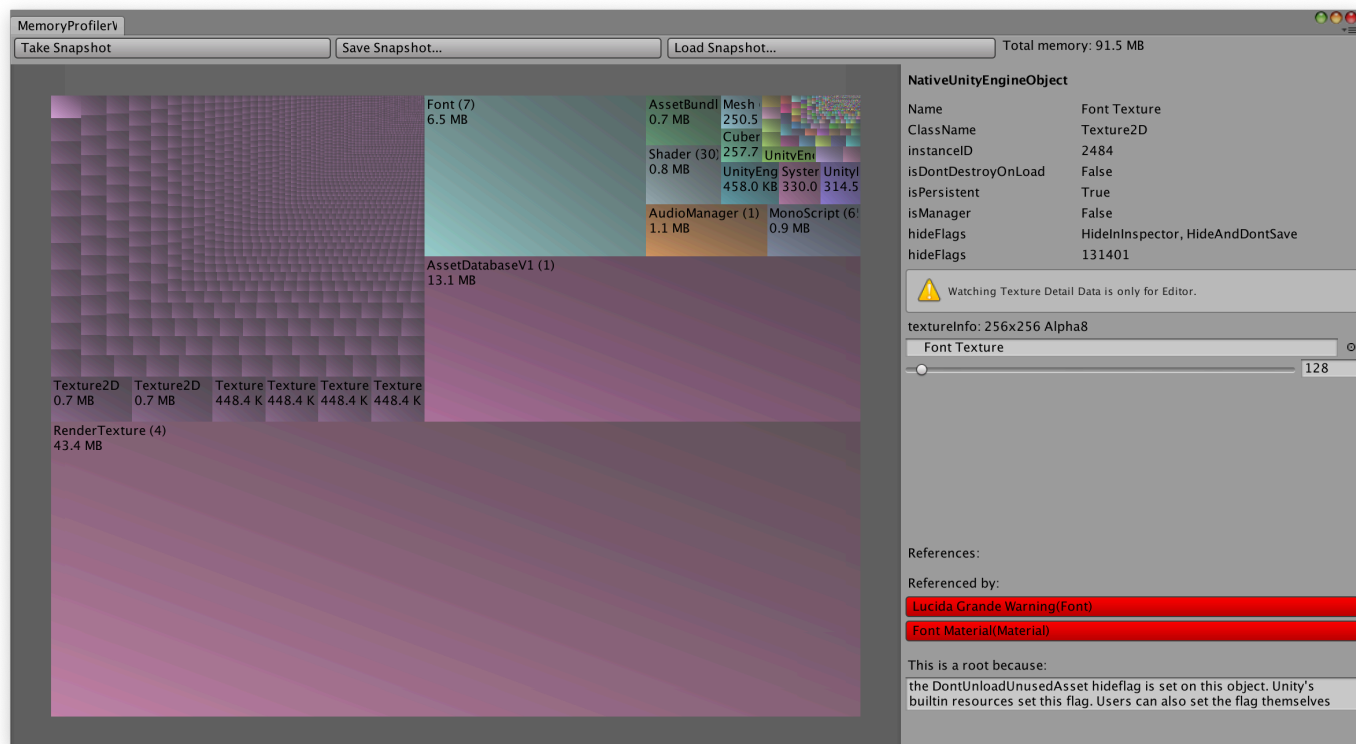 MemoryProfilerV
Take Snapshot
Save Snapshot...
Load Snapshot...
Total memory: 91.5 MB
Font (7)
6.5 MB
AssetBundl
0.7 MB
Mesh
250.5
Cuber
257.7
UnityEn
Shader (30)
0.8 MB
UnityEng
458.0 KB
System
330.0
UnityI
314.5
AudioManager (1)
1.1 MB
MonoScript (6
0.9 MB
AssetDatabaseV1 (1)
13.1 MB
Texture2D
0.7 MB
Texture2D
0.7 MB
Texture
448.4 K
Texture
448.4 K
Texture
448.4 K
Texture
448.4 K
RenderTexture (4)
43.4 MB
NativeUnityEngineObject
Name Font Texture
ClassName Texture2D
instanceID 2484
isDontDestroyOnLoad False
isPersistent True
isManager False
hideFlags HideInInspector, HideAndDontSave
hideFlags 131401
Watching Texture Detail Data is only for Editor.
textureInfo: 256x256 Alpha8
Font Texture
128
References:
Referenced by:
Lucida Grande Warning(Font)
Font Material(Material)
This is a root because:
the DontUnloadUnusedAsset hideflag is set on this object. Unity's
builtin resources set this flag. Users can also set the flag themselves